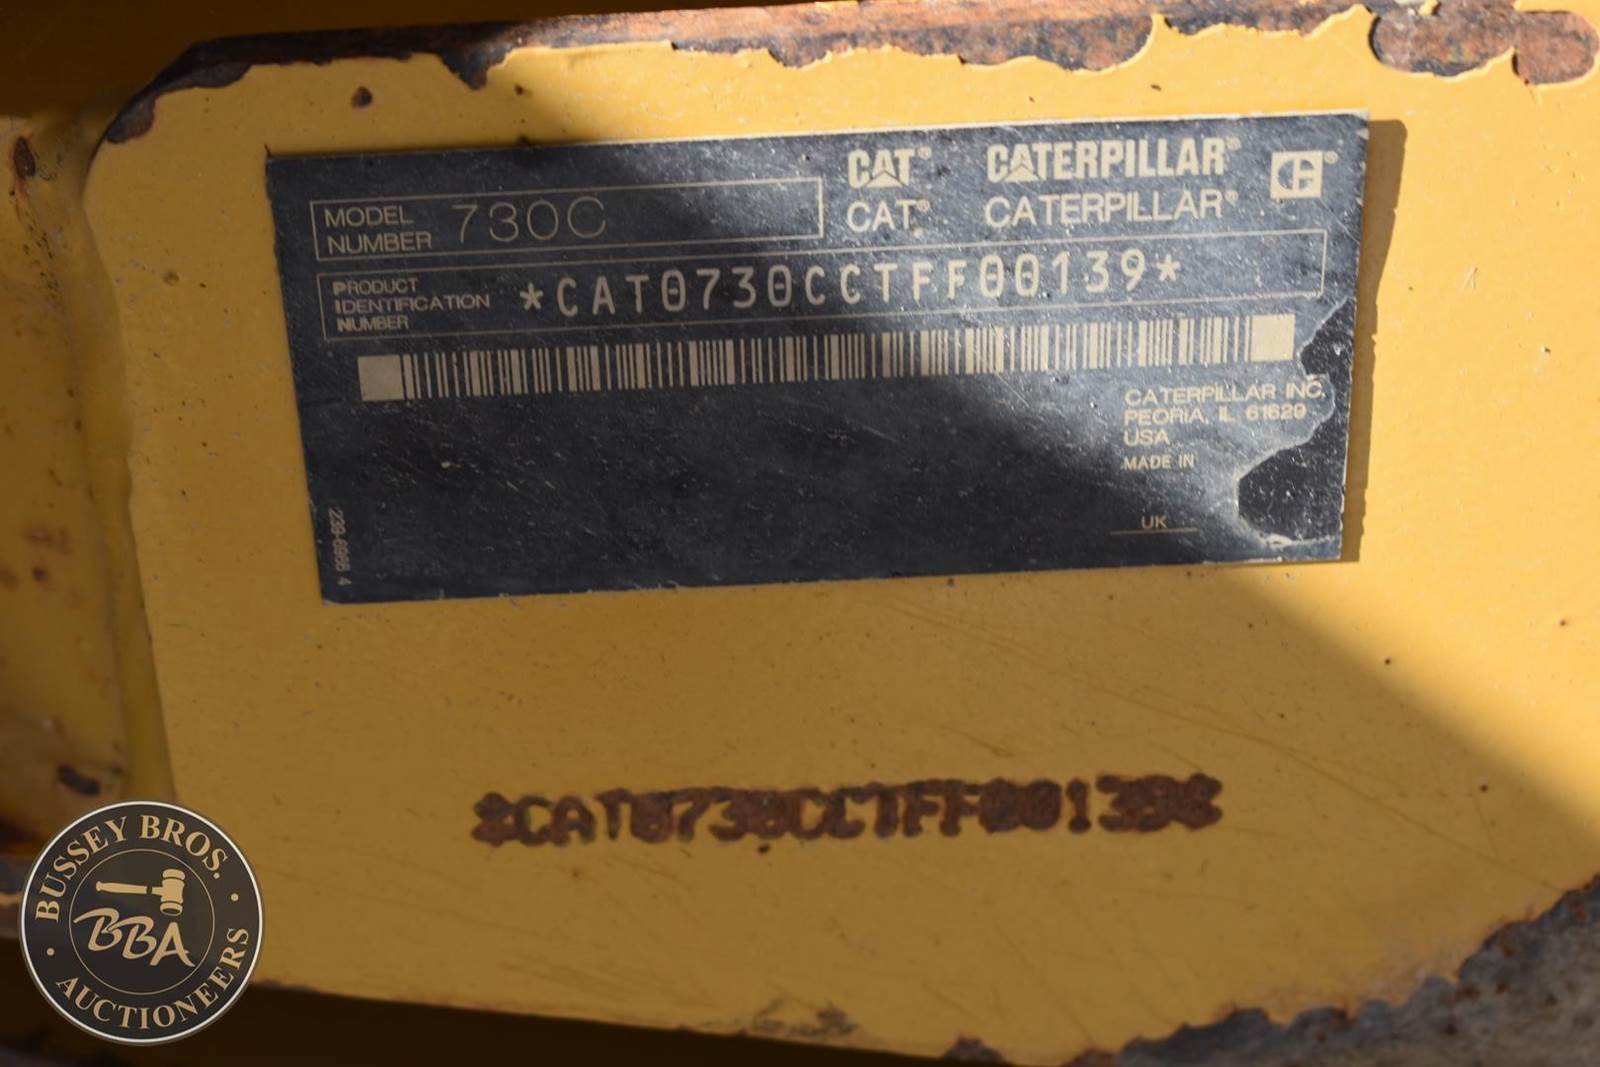 CAT® CATERPILLAR®
MODEL NUMBER 730C
CAT® CATERPILLAR®
PRODUCT IDENTIFICATION NUMBER *CAT0730CCTFF00139*
CATERPILLAR INC.
PEORIA, IL 61629
USA
MADE IN
UK
*CAT0730CCTFF00139*
BUSSEY BROS.
BBA
AUCTIONEERS